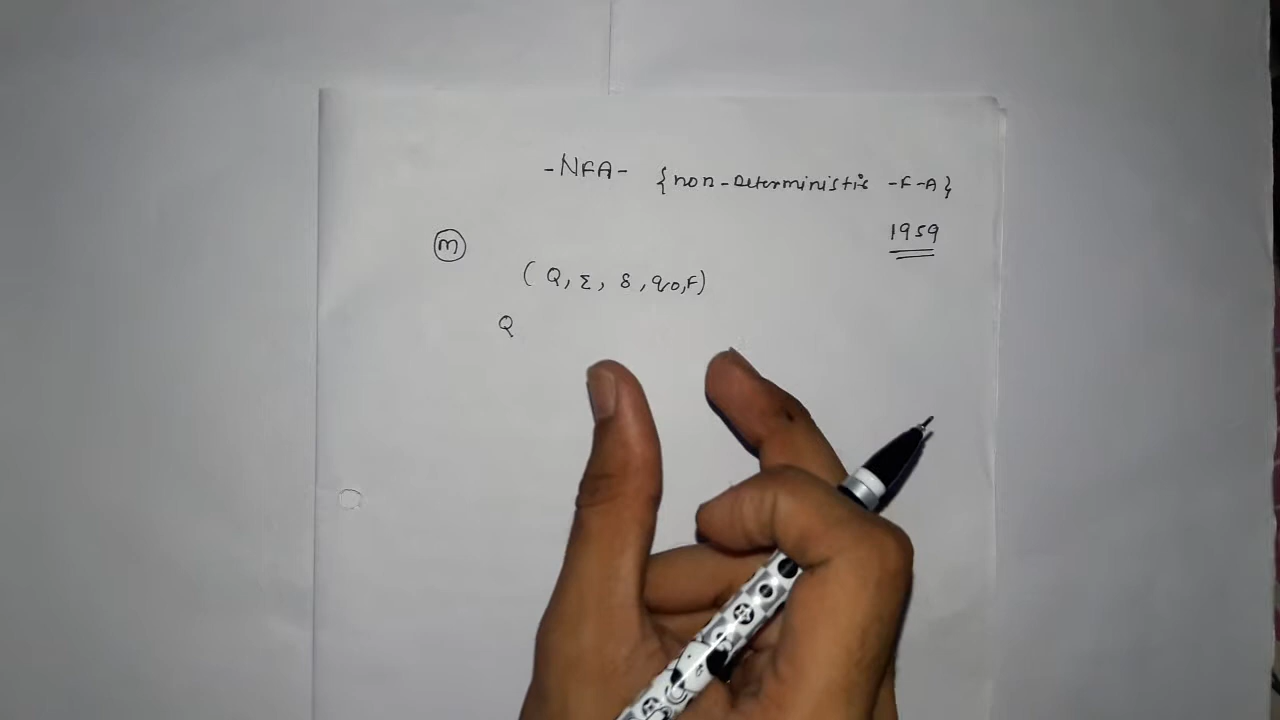 -NFA- {non-Deterministic -F-A}
1959
m
(Q, Σ, δ, q0, F)
Q